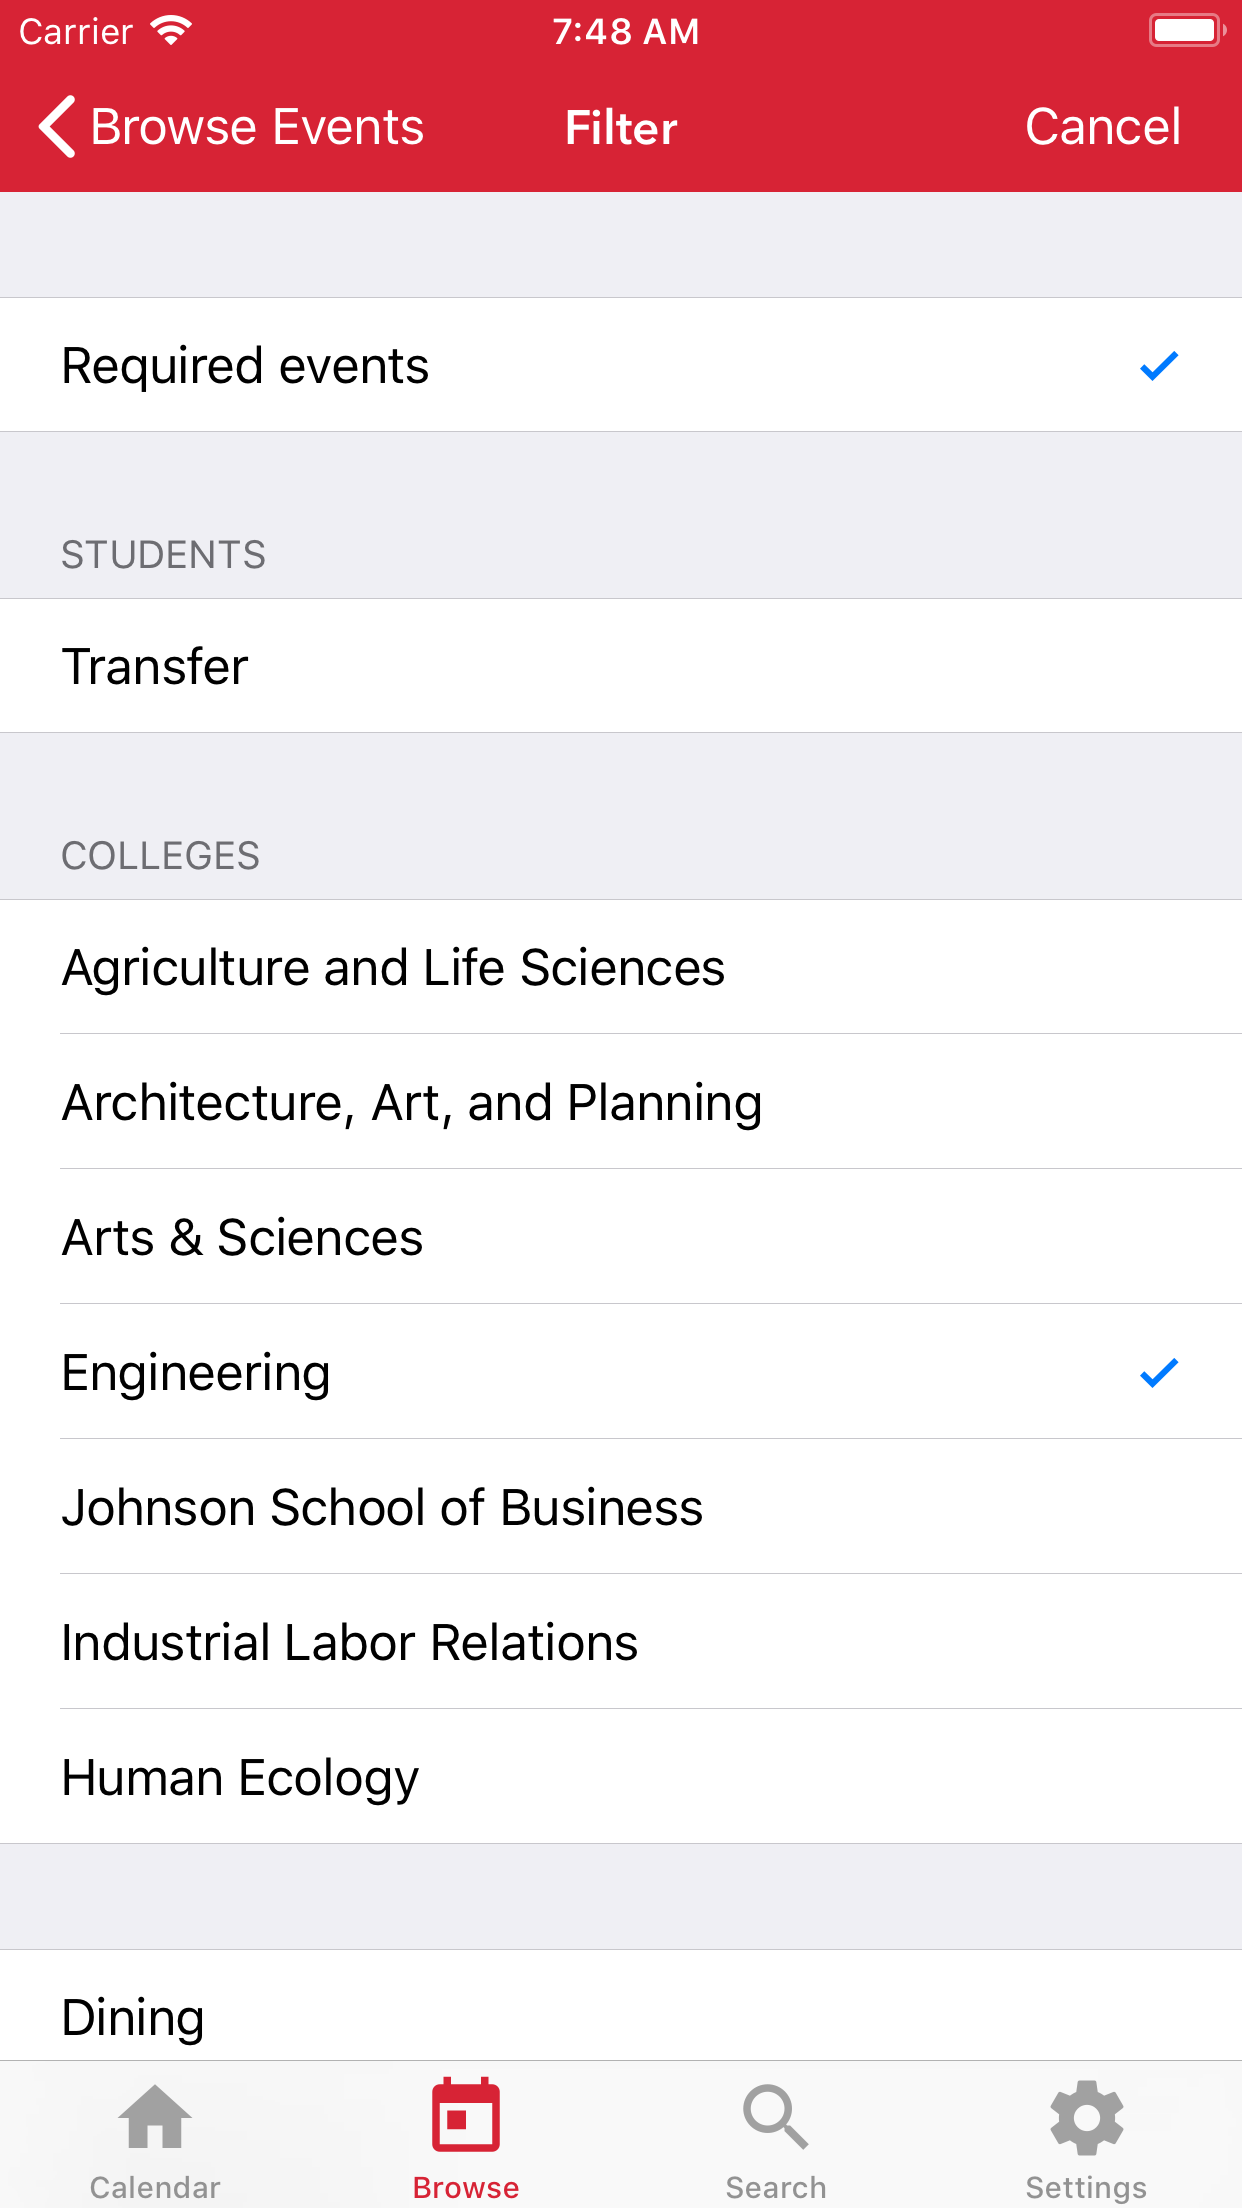 Carrier 7:48 AM
Browse Events Filter Cancel
Required events
STUDENTS
Transfer
COLLEGES
Agriculture and Life Sciences
Architecture, Art, and Planning
Arts & Sciences
Engineering
Johnson School of Business
Industrial Labor Relations
Human Ecology
Dining
Calendar Browse Search Settings